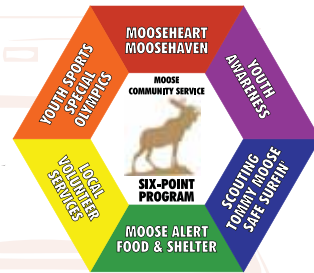 MOOSEHEART
MOOSEHAVEN
YOUTH
AWARENESS
SCOUTING
TOMMY MOOSE
SAFE SURFIN'
MOOSE ALERT
FOOD & SHELTER
LOCAL
VOLUNTEER
SERVICES
YOUTH SPORTS
SPECIAL
OLYMPICS
MOOSE
COMMUNITY SERVICE
SIX-POINT
PROGRAM